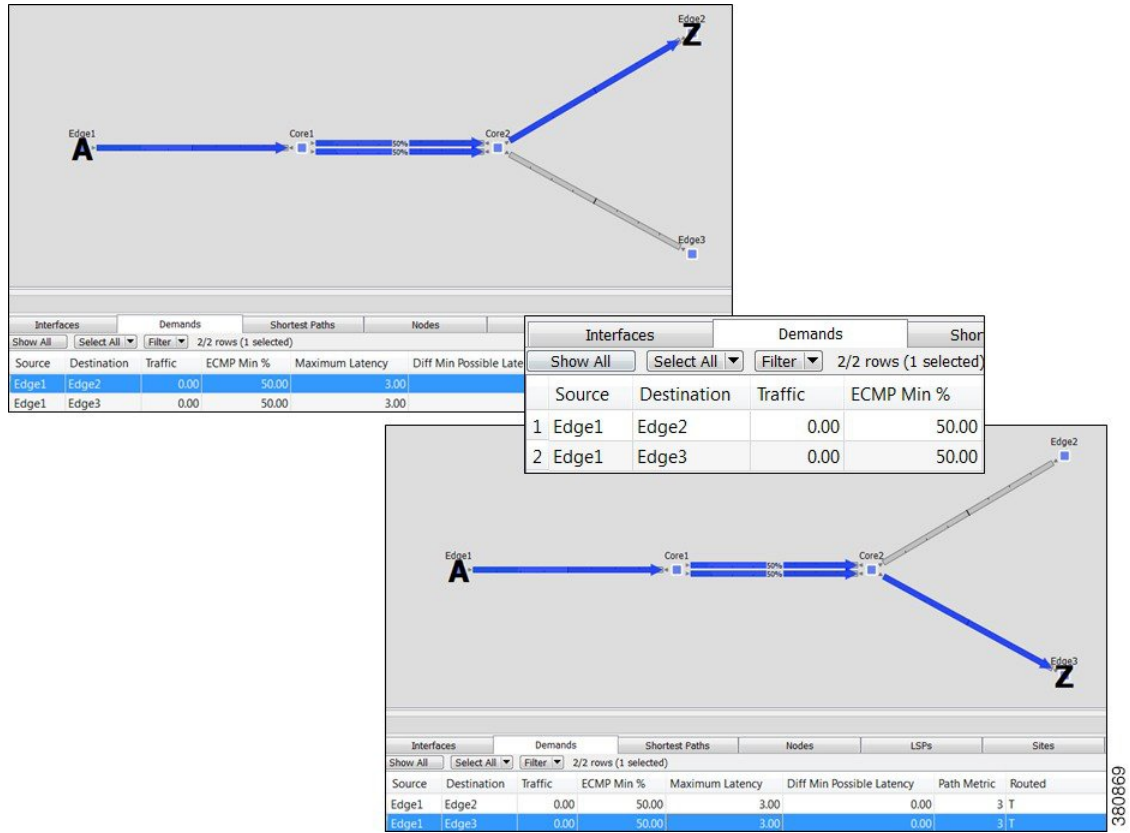 Edge2
Z
Edge1
A
Core1
Core2
50%
50%
Edge3
Interfaces Demands Shortest Paths Nodes
Show All Select All Filter 2/2 rows (1 selected)
Source Destination Traffic ECMP Min % Maximum Latency Diff Min Possible Late
Edge1 Edge2 0.00 50.00 3.00
Edge1 Edge3 0.00 50.00 3.00
Interfaces Demands Shor
Show All Select All Filter 2/2 rows (1 selected)
Source Destination Traffic ECMP Min %
1 Edge1 Edge2 0.00 50.00
2 Edge1 Edge3 0.00 50.00
Edge2
Edge1
A
Core1
Core2
50%
50%
Edge3
Z
Interfaces Demands Shortest Paths Nodes LSPs Sites
Show All Select All Filter 2/2 rows (1 selected)
Source Destination Traffic ECMP Min % Maximum Latency Diff Min Possible Latency Path Metric Routed
Edge1 Edge2 0.00 50.00 3.00 0.00 3 T
Edge1 Edge3 0.00 50.00 3.00 0.00 3 T
380869